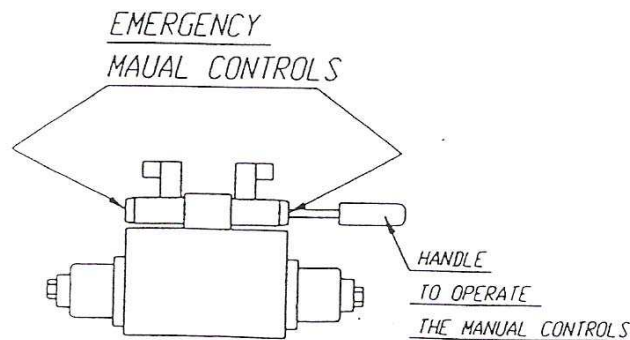 EMERGENCY
MAUAL CONTROLS
HANDLE
TO OPERATE
THE MANUAL CONTROLS